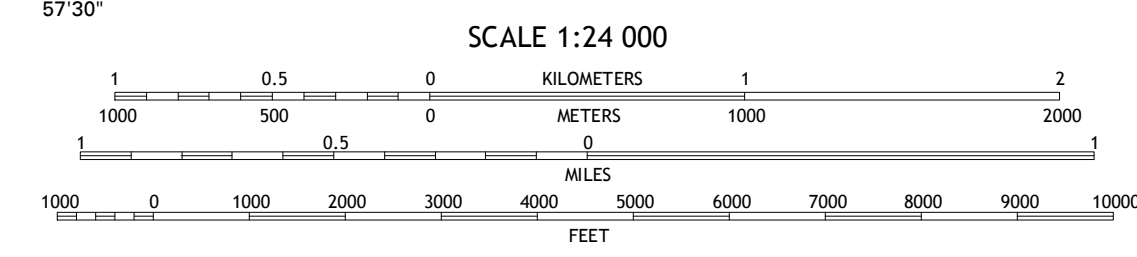 57'30"
SCALE 1:24 000
1 0.5 0 KILOMETERS 1 2
1000 500 0 METERS 1000 2000
1 0.5 0 1
MILES
1000 0 1000 2000 3000 4000 5000 6000 7000 8000 9000 10000
FEET